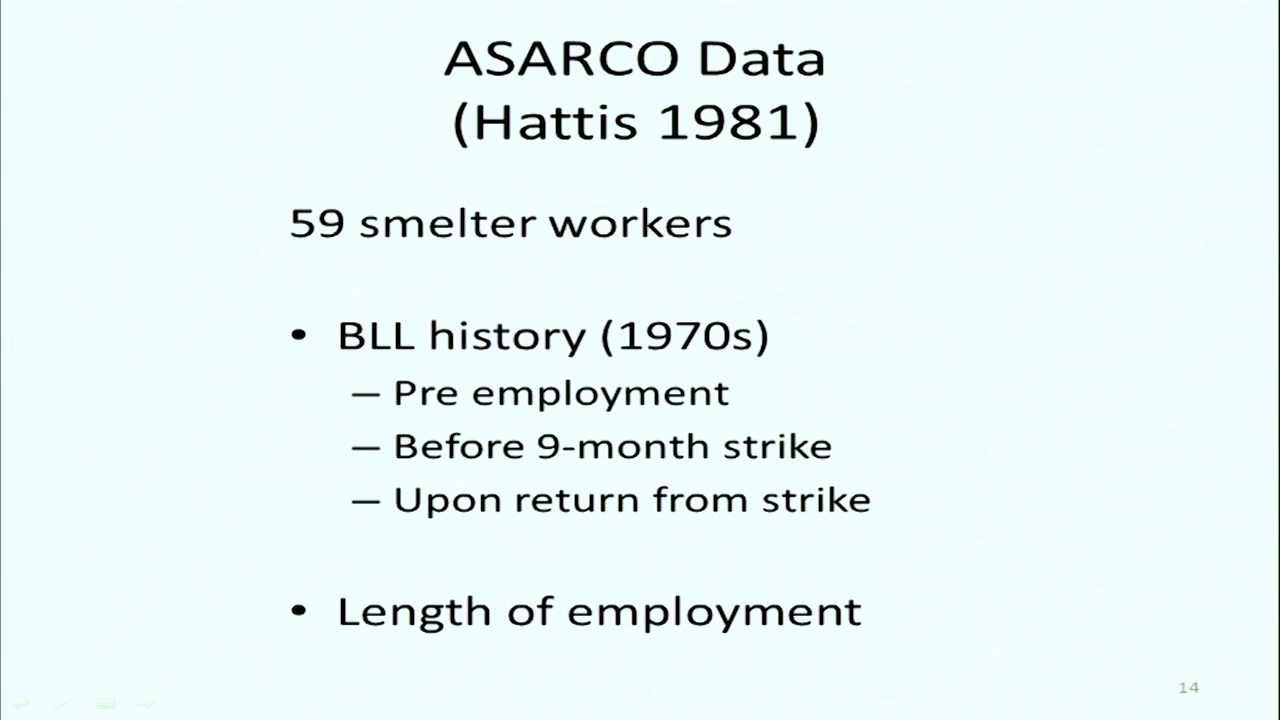 ASARCO Data
(Hattis 1981)
59 smelter workers
• BLL history (1970s)
– Pre employment
– Before 9-month strike
– Upon return from strike
• Length of employment
14